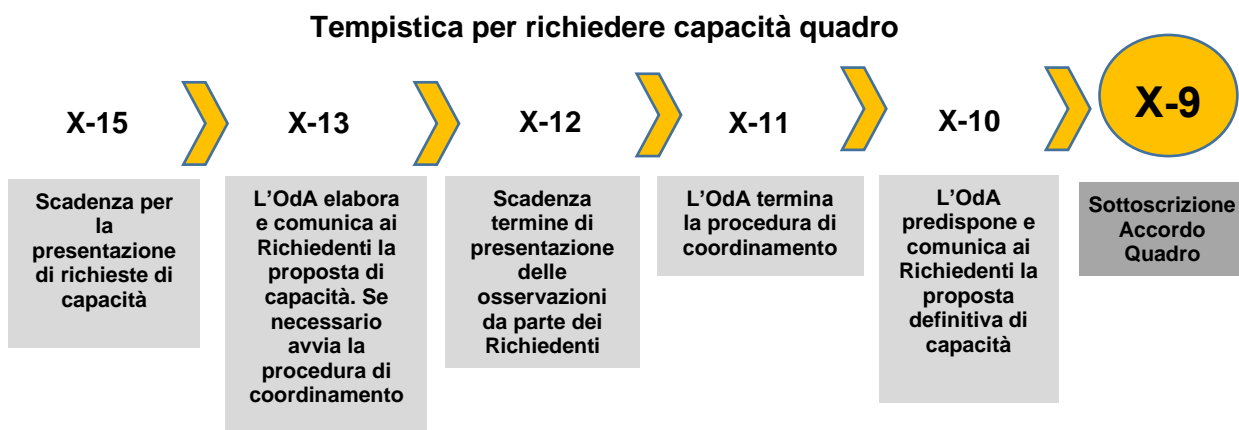 Tempistica per richiedere capacità quadro
X-15
X-13
X-12
X-11
X-10
X-9
Scadenza per
la
presentazione
di richieste di
capacità
L'OdA elabora
e comunica ai
Richiedenti la
proposta di
capacità. Se
necessario
avvia la
procedura di
coordinamento
Scadenza
termine di
presentazione
delle
osservazioni
da parte dei
Richiedenti
L'OdA termina
la procedura di
coordinamento
L'OdA
predispone e
comunica ai
Richiedenti la
proposta
definitiva di
capacità
Sottoscrizione
Accordo
Quadro